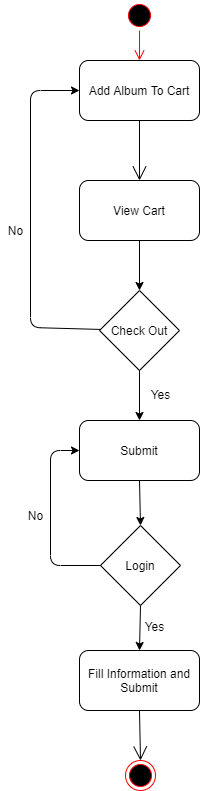 Add Album To Cart
View Cart
No
Check Out
Yes
Submit
No
Login
Yes
Fill Information and
Submit